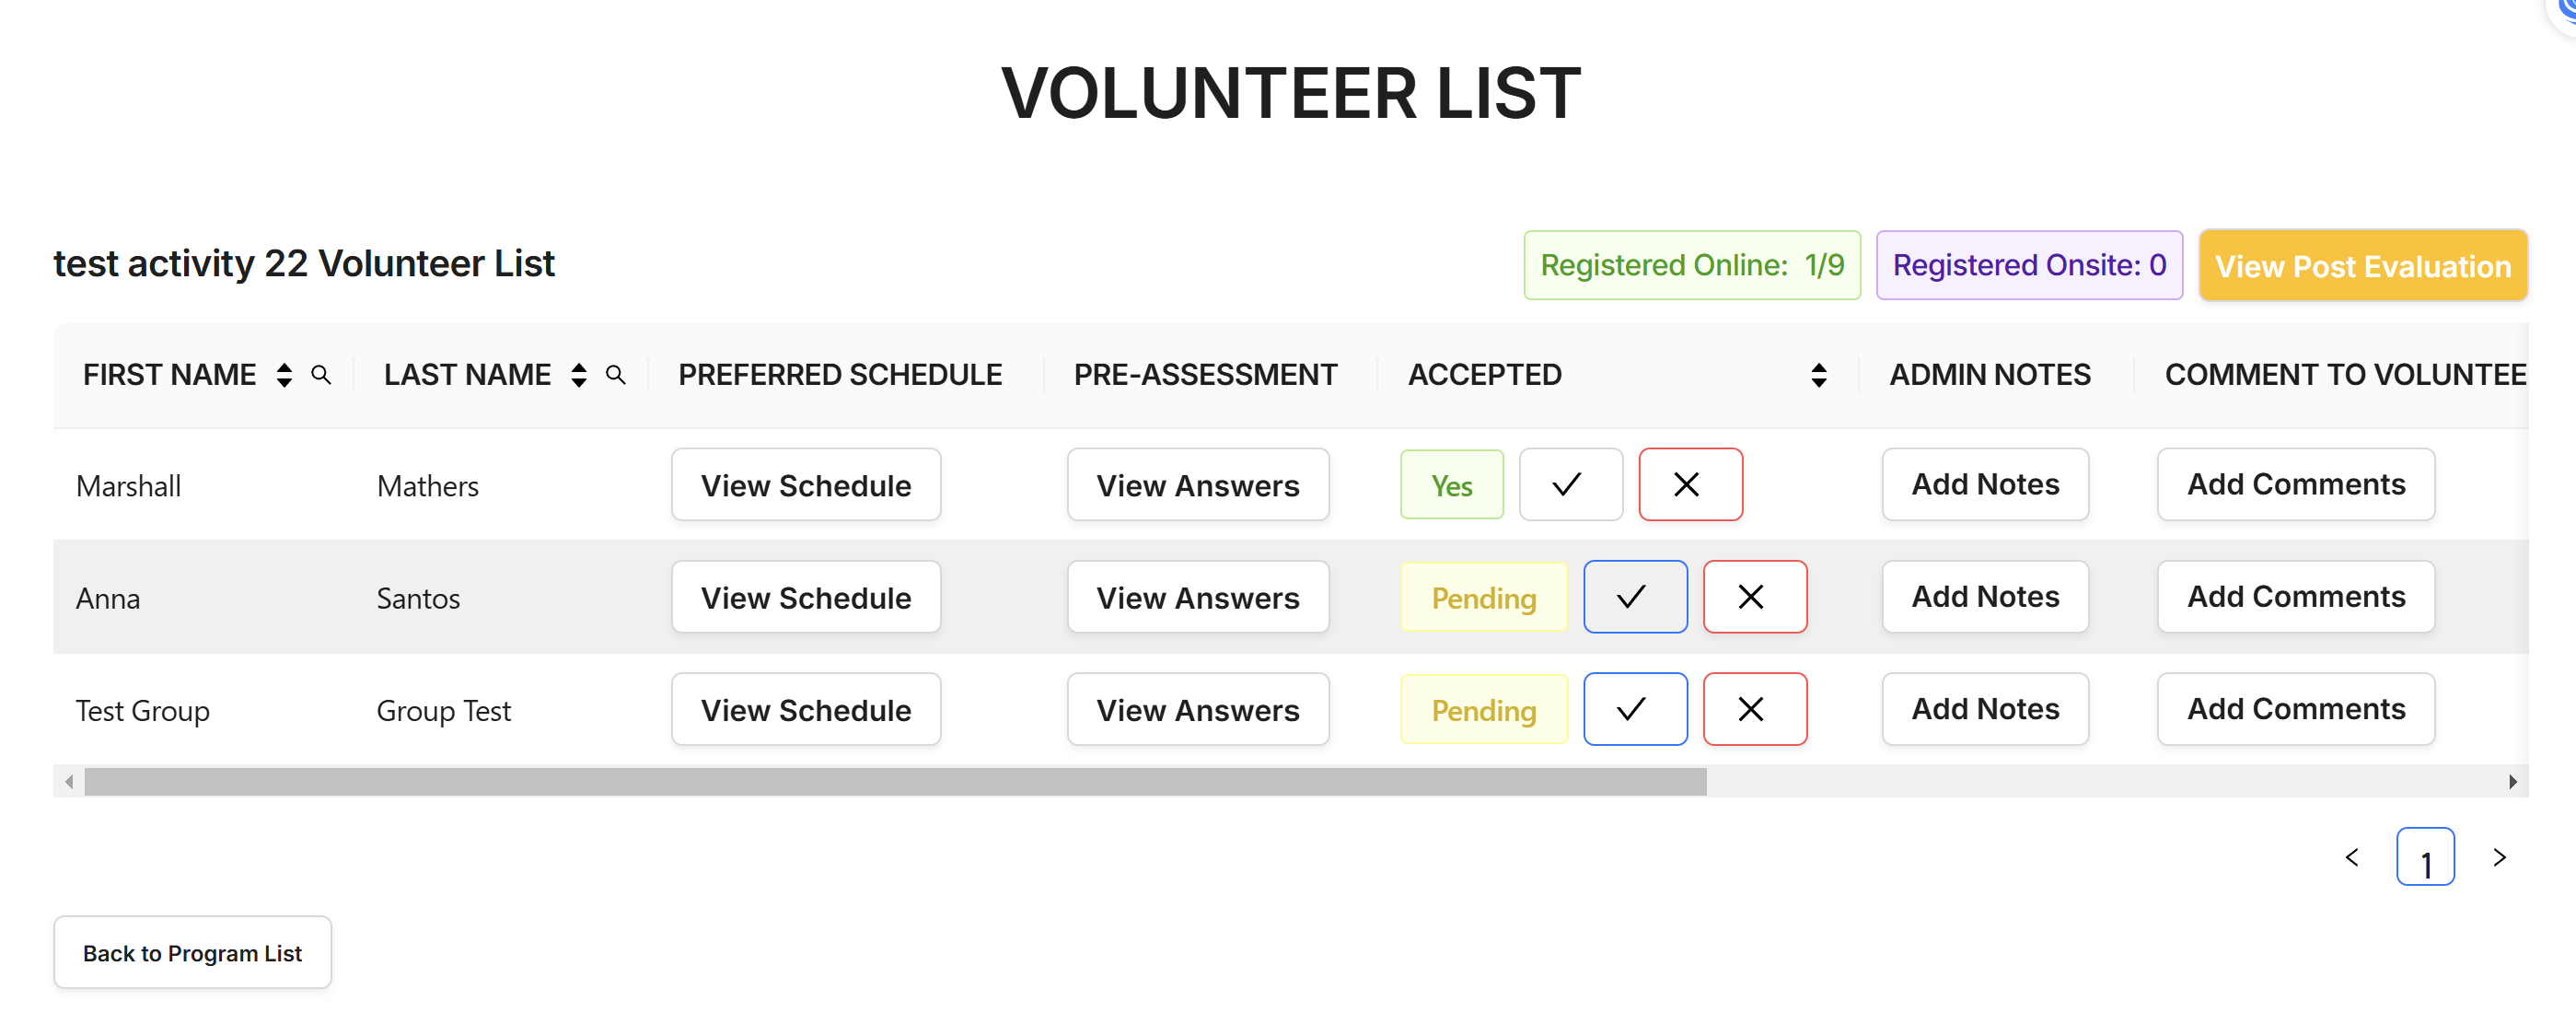 VOLUNTEER LIST
test activity 22 Volunteer List
Registered Online: 1/9
Registered Onsite: 0
View Post Evaluation
FIRST NAME LAST NAME PREFERRED SCHEDULE PRE-ASSESSMENT ACCEPTED ADMIN NOTES COMMENT TO VOLUNTEE
Marshall Mathers View Schedule View Answers Yes Add Notes Add Comments
Anna Santos View Schedule View Answers Pending Add Notes Add Comments
Test Group Group Test View Schedule View Answers Pending Add Notes Add Comments
1
Back to Program List